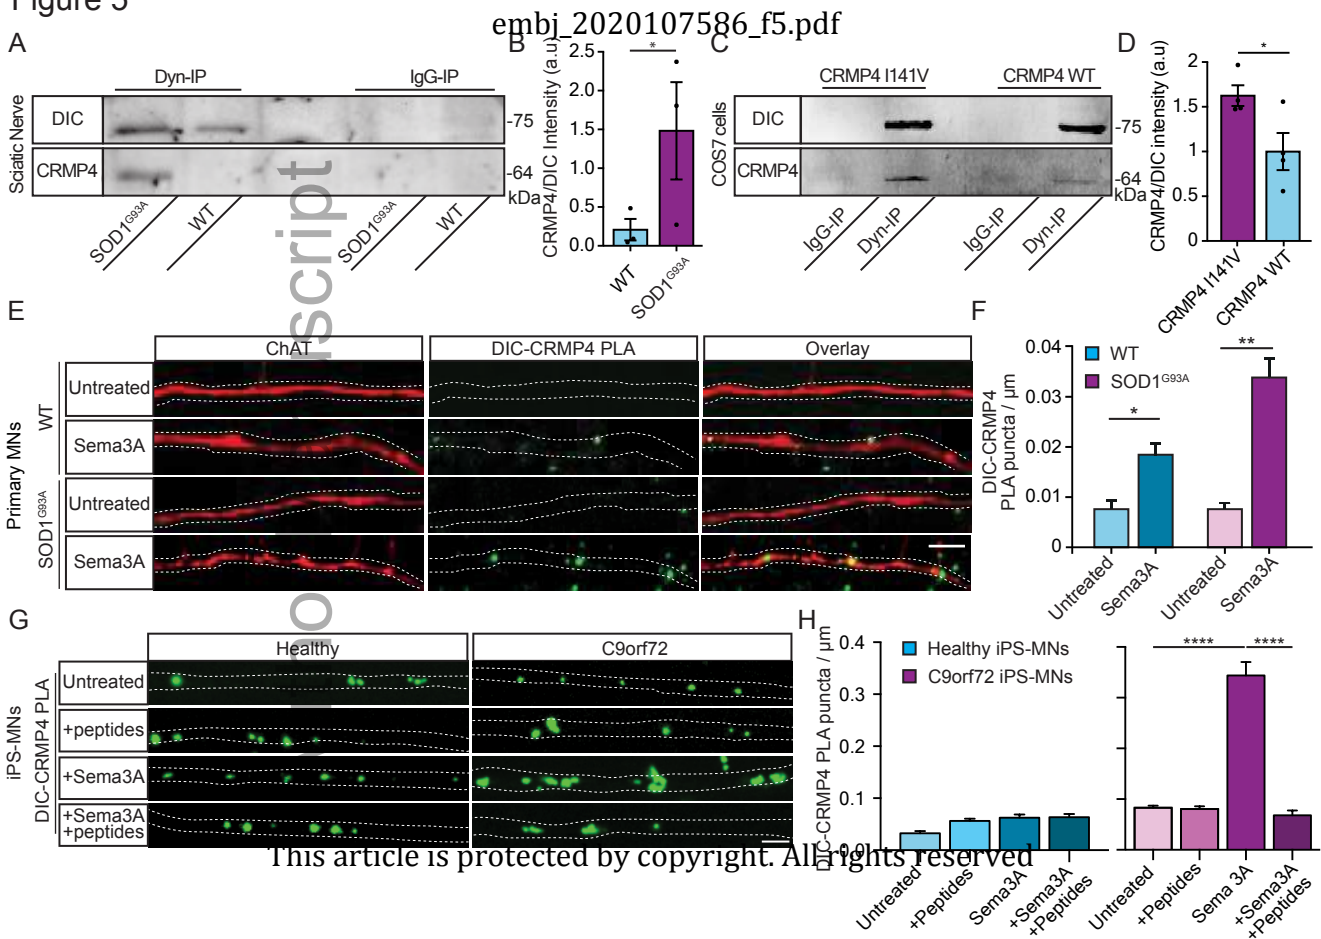 Figure 5
embj_2020107586_f5.pdf
A
Dyn-IP
IgG-IP
Sciatic Nerve
DIC
-75
CRMP4
-64
kDa
SOD1G93A
WT
SOD1G93A
WT
B
CRMP4/DIC Intensity (a.u)
2.5
2.0
1.5
1.0
0.5
0.0
*
WT
SOD1G93A
C
CRMP4 I141V
CRMP4 WT
COS7 cells
DIC
-75
CRMP4
-64
kDa
IgG-IP
Dyn-IP
IgG-IP
Dyn-IP
D
CRMP4/DIC intensity (a.u)
2
1.5
1
0.5
0
*
CRMP4 I141V
CRMP4 WT
E
ChAT
DIC-CRMP4 PLA
Overlay
Primary MNs
WT
Untreated
Sema3A
SOD1G93A
Untreated
Sema3A
F
DIC-CRMP4
PLA puncta / µm
0.04
0.03
0.02
0.01
0
WT
SOD1G93A
*
**
Untreated
Sema3A
Untreated
Sema3A
G
Healthy
C9orf72
iPS-MNs
DIC-CRMP4 PLA
Untreated
+peptides
+Sema3A
+Sema3A
+peptides
H
DIC-CRMP4 PLA puncta / µm
0.4
0.3
0.2
0.1
0.0
Healthy iPS-MNs
C9orf72 iPS-MNs
****
****
Untreated
+Peptides
Sema3A
+Sema3A
+Peptides
Untreated
+Peptides
Sema 3A
+Sema3A
+Peptides
This article is protected by copyright. All rights reserved